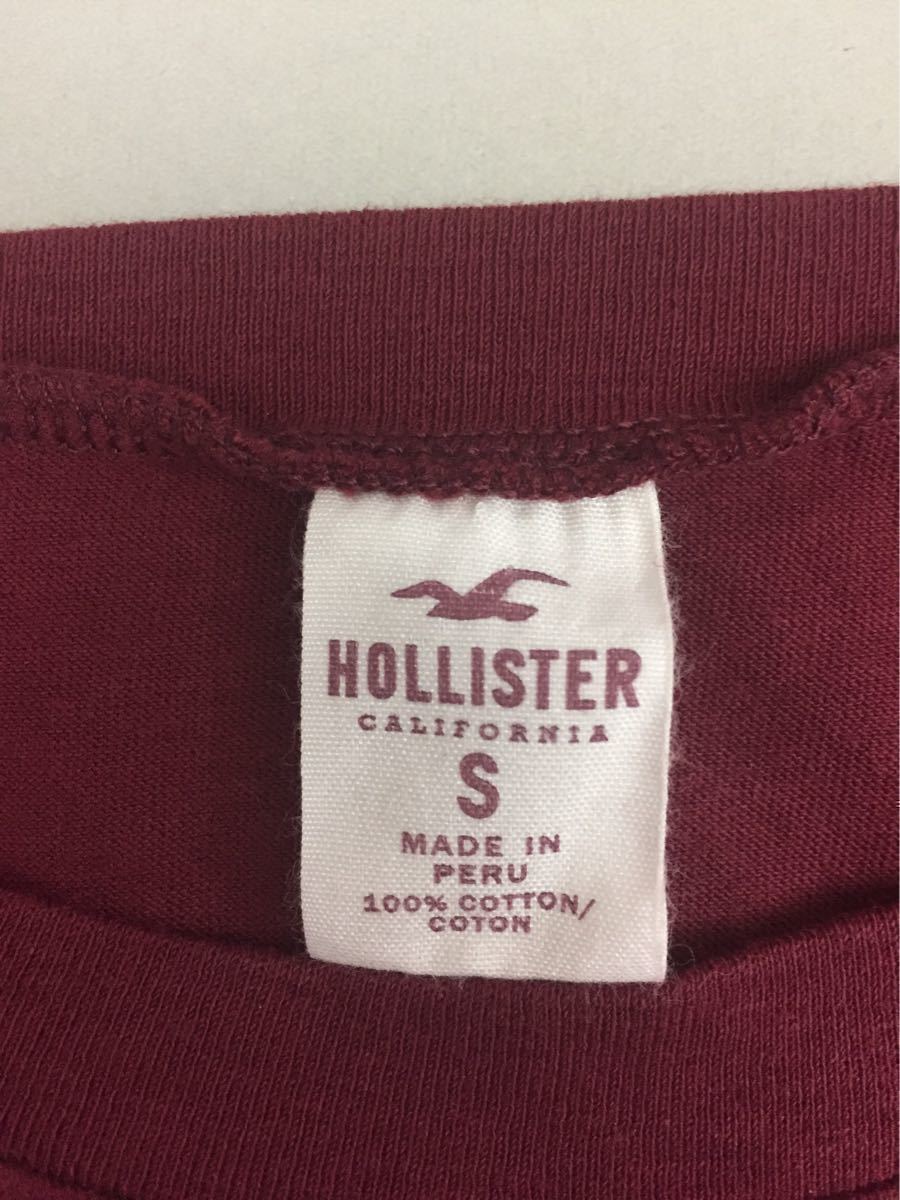 HOLLISTER
CALIFORNIA
S
MADE IN
PERU
100% COTTON/
COTON